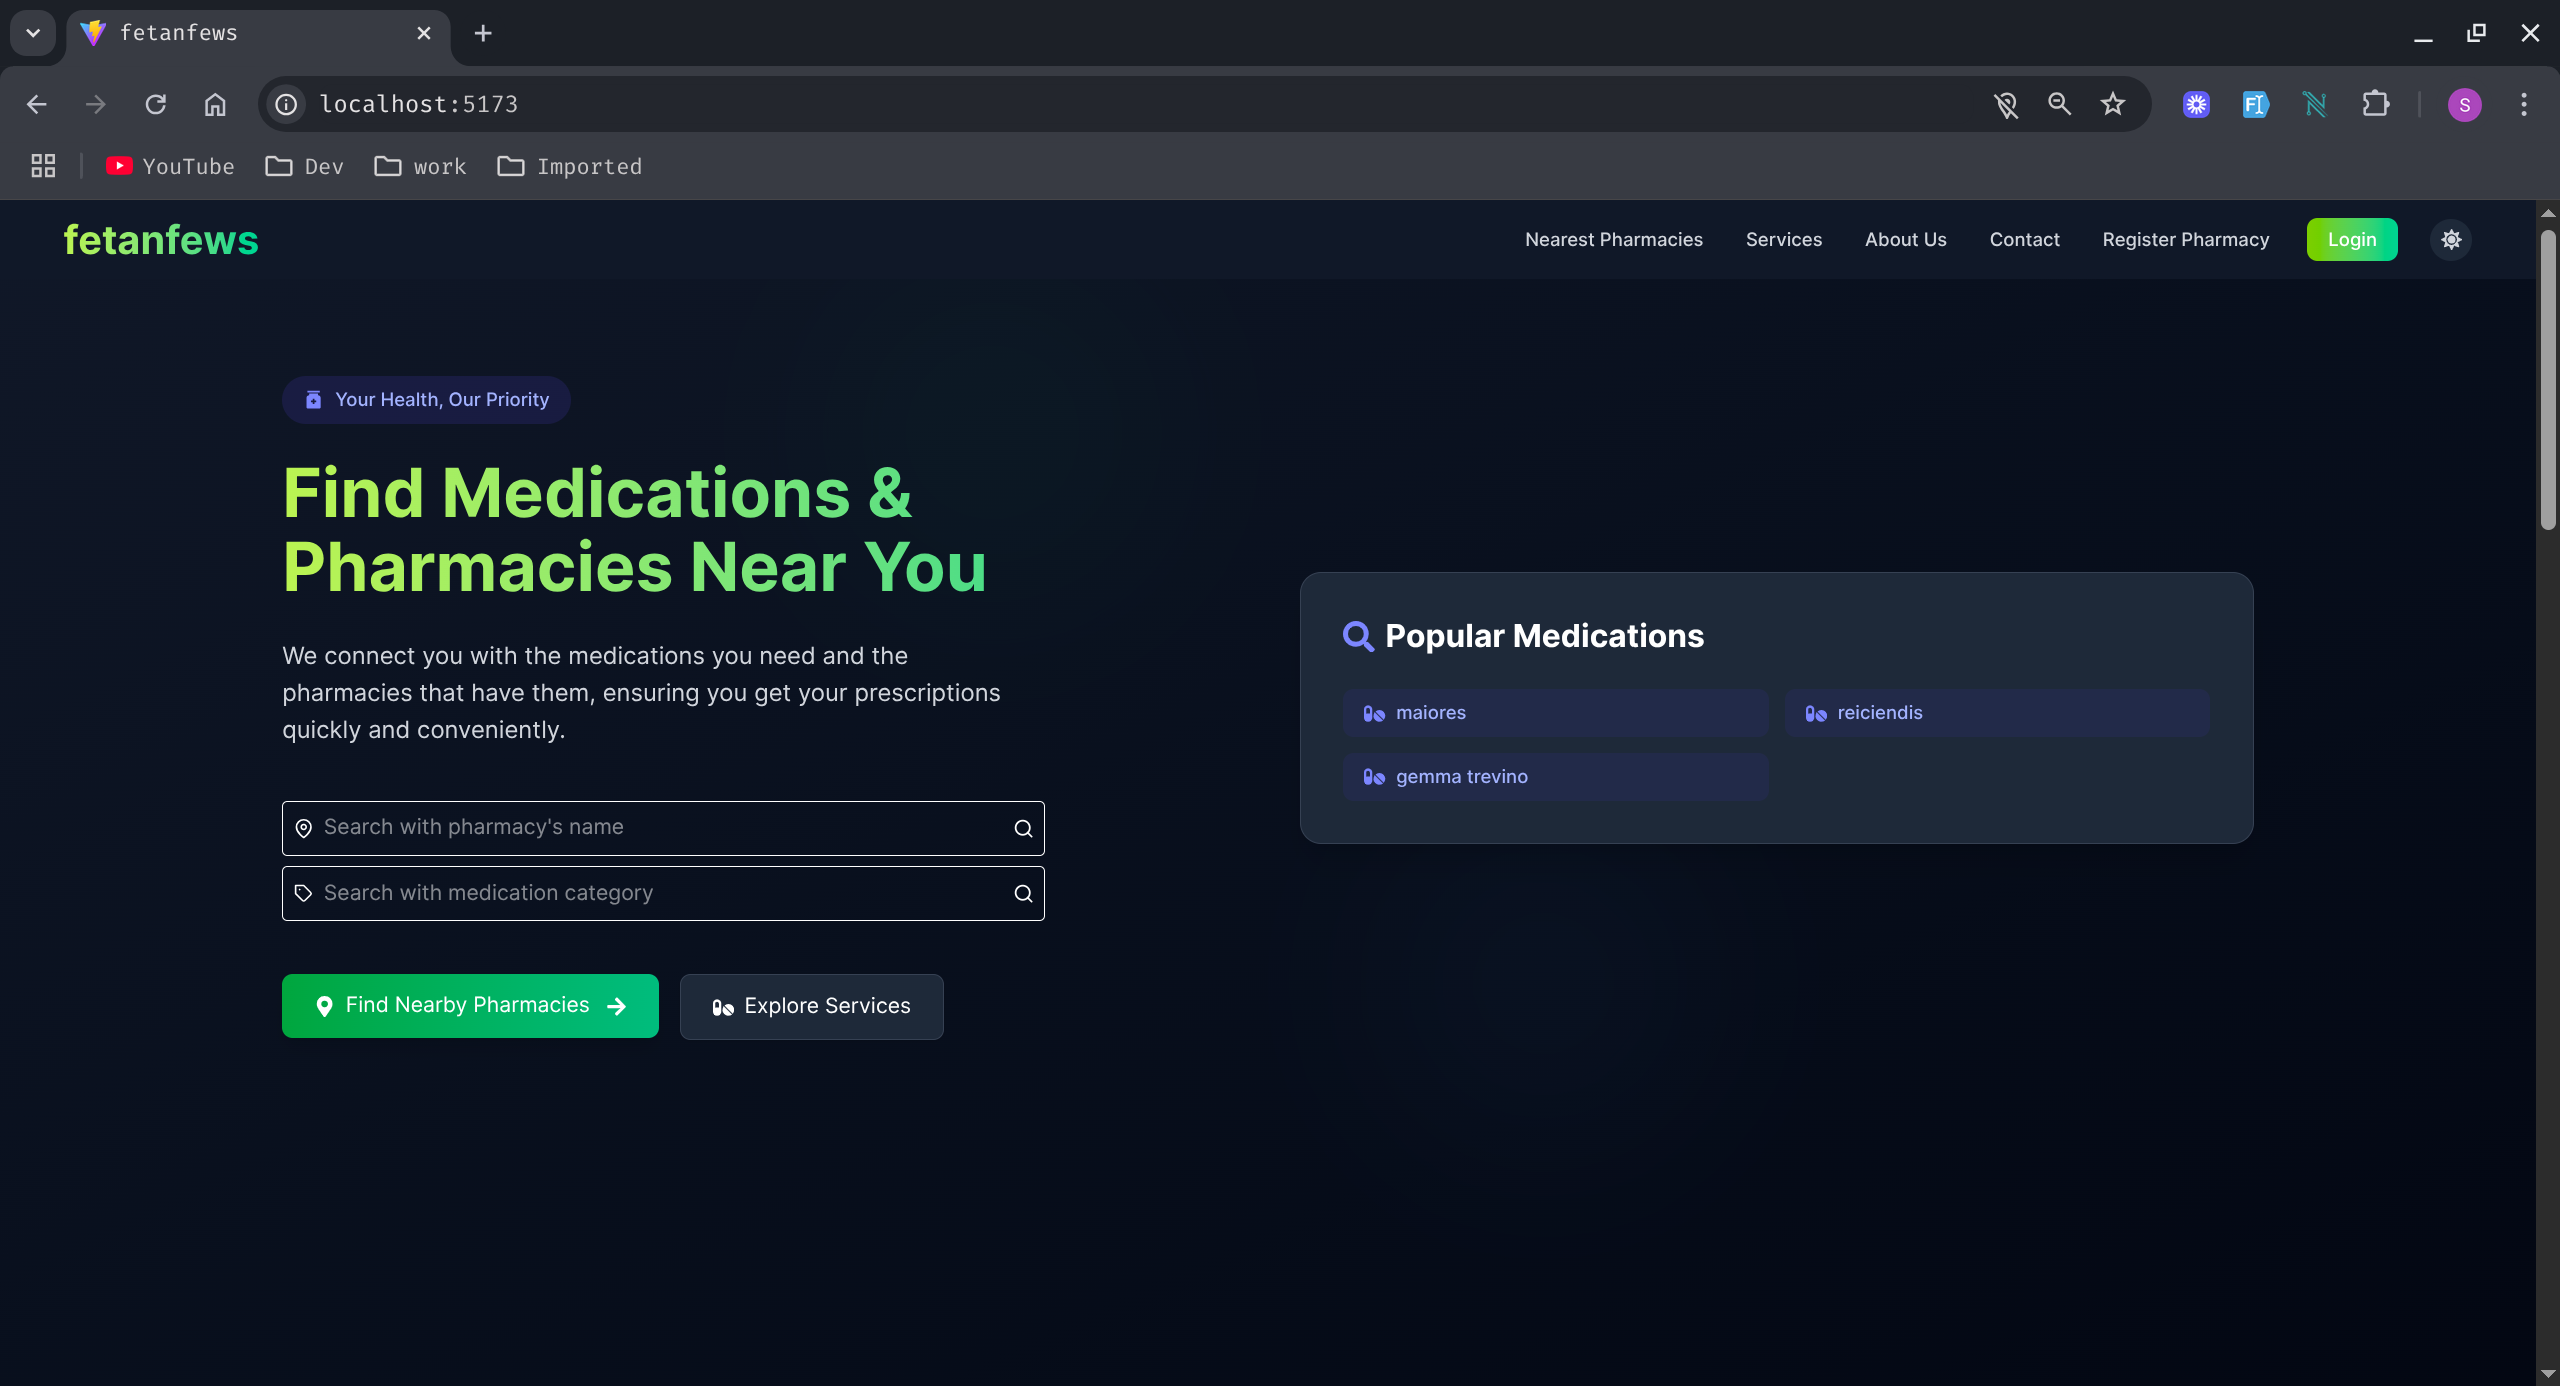 fetanfews
localhost:5173
S
YouTube
Dev
work
Imported
fetanfews
Nearest Pharmacies
Services
About Us
Contact
Register Pharmacy
Login
Your Health, Our Priority
Find Medications &
Pharmacies Near You
We connect you with the medications you need and the
pharmacies that have them, ensuring you get your prescriptions
quickly and conveniently.
Search with pharmacy's name
Search with medication category
Find Nearby Pharmacies
Explore Services
Popular Medications
maiores
reiciendis
gemma trevino